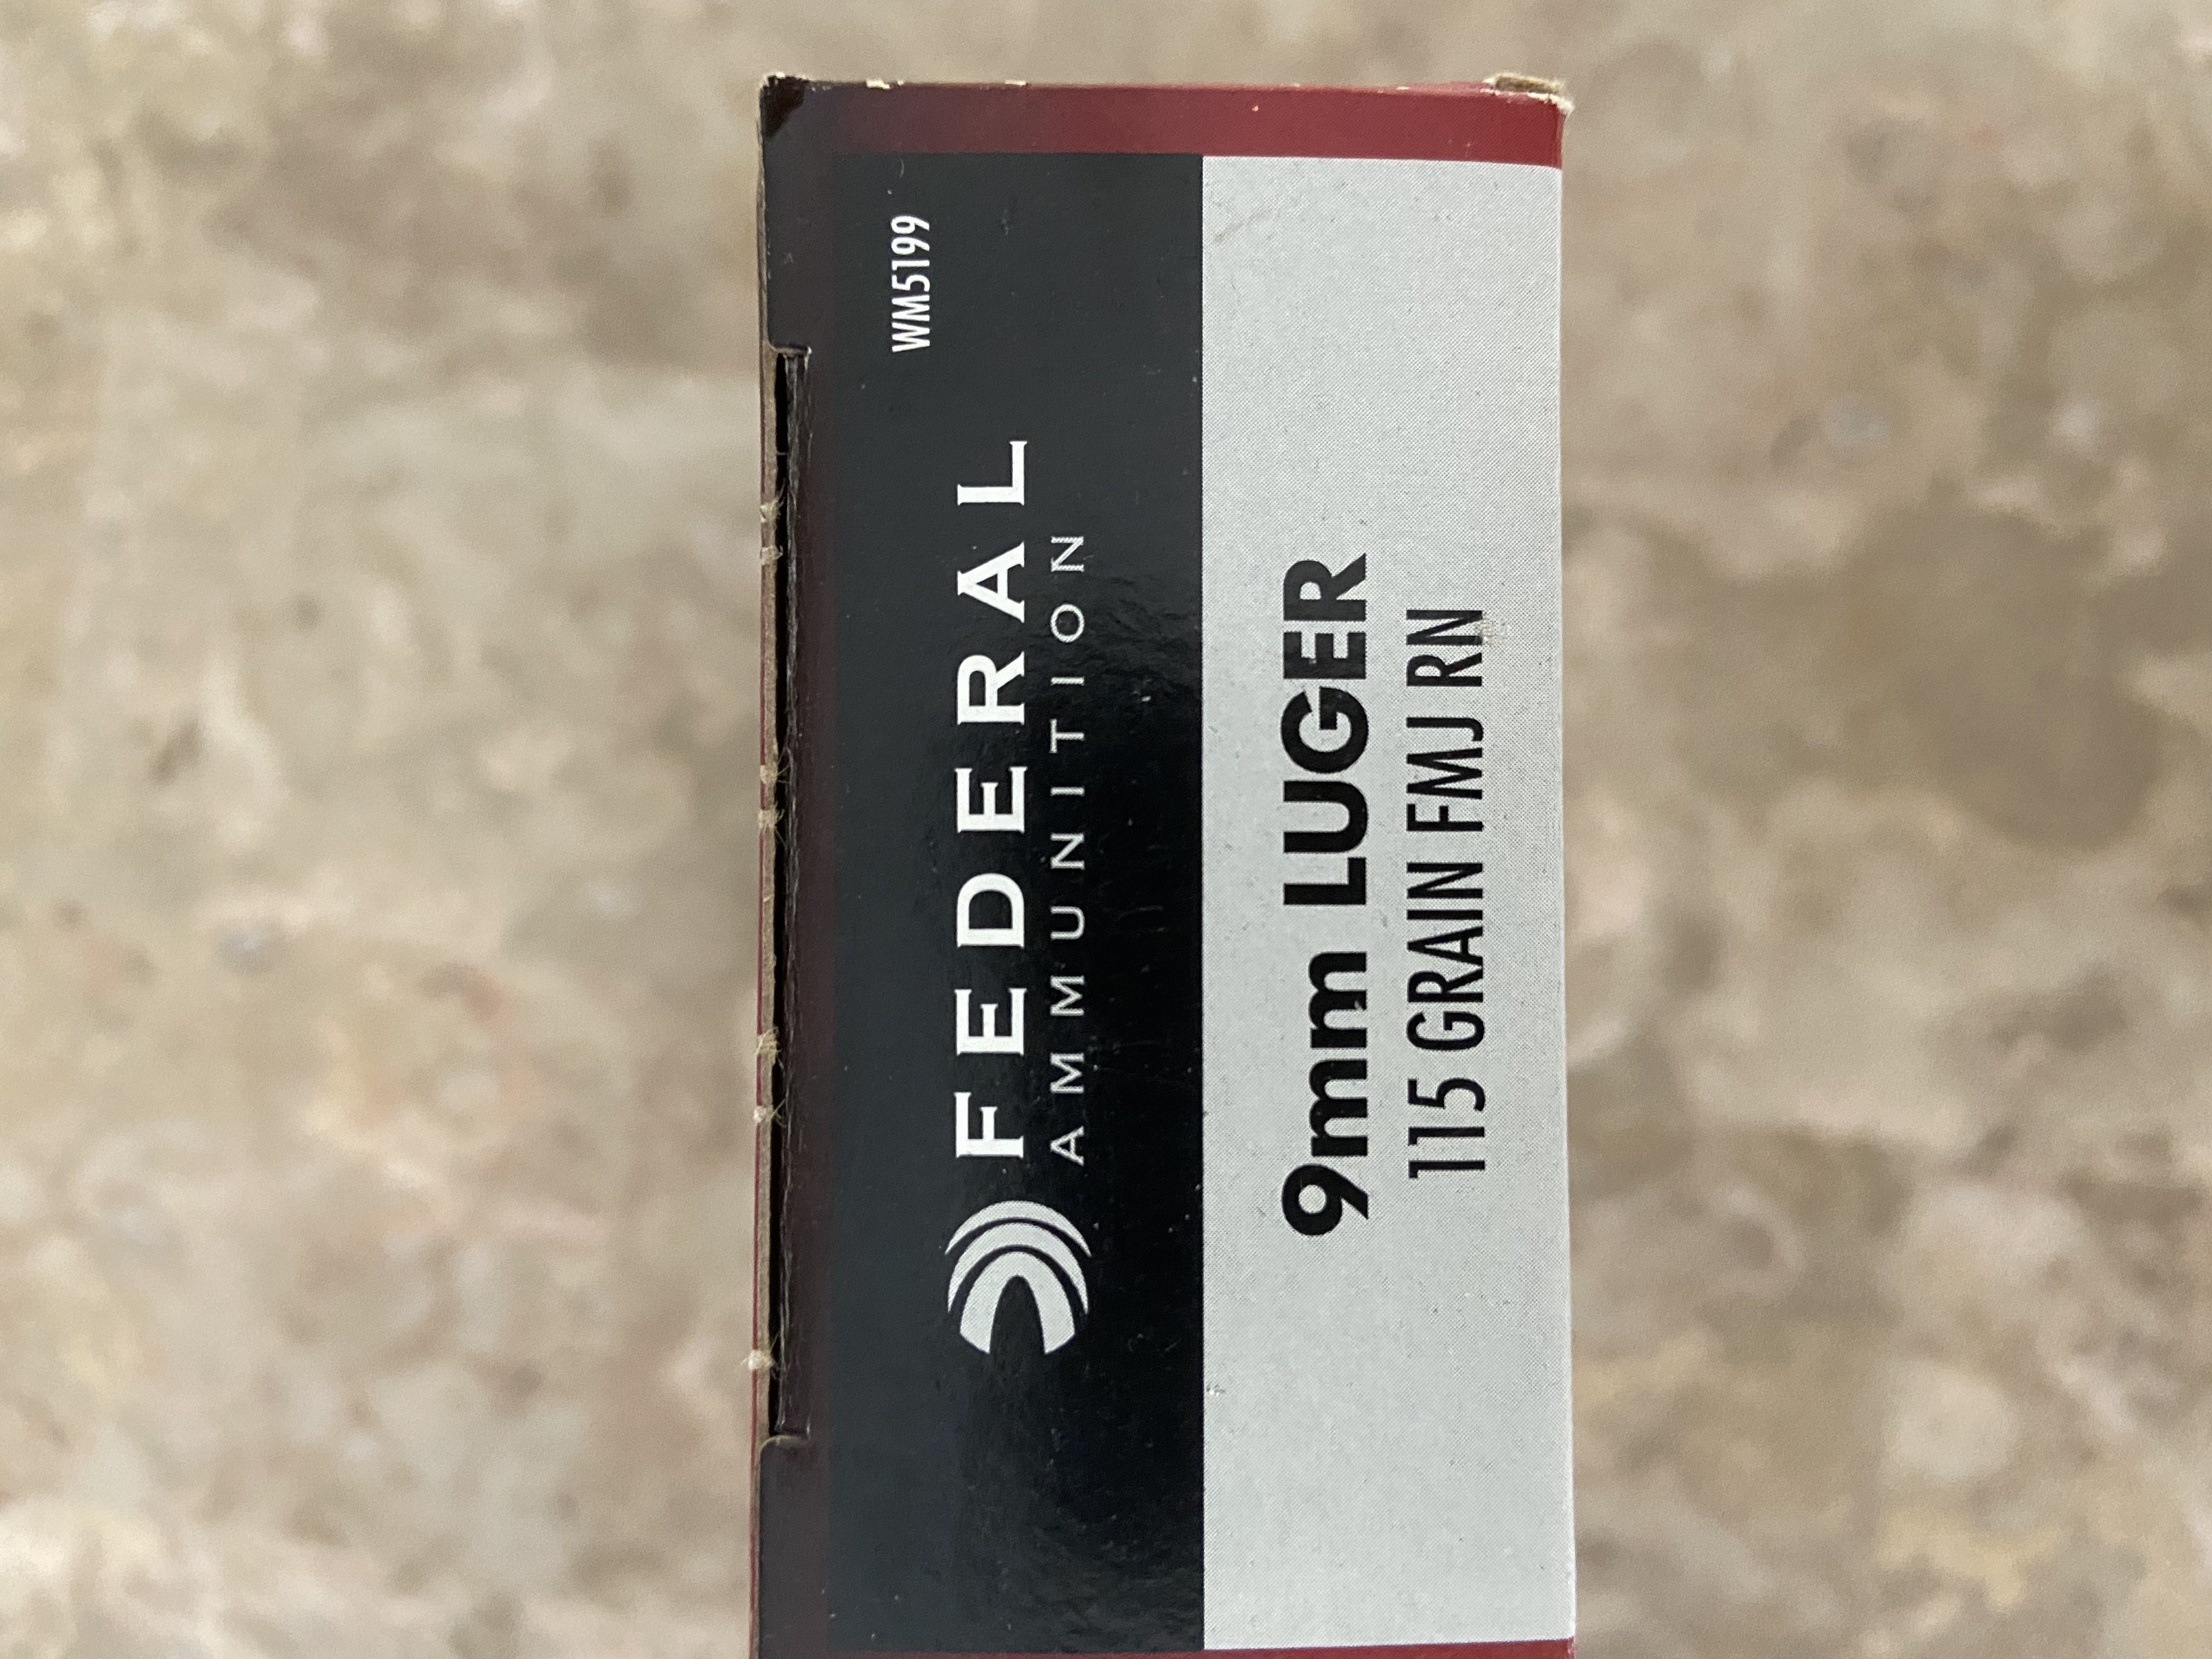 WM5199
FEDERAL
AMMUNITION
9mm LUGER
115 GRAIN FMJ RN